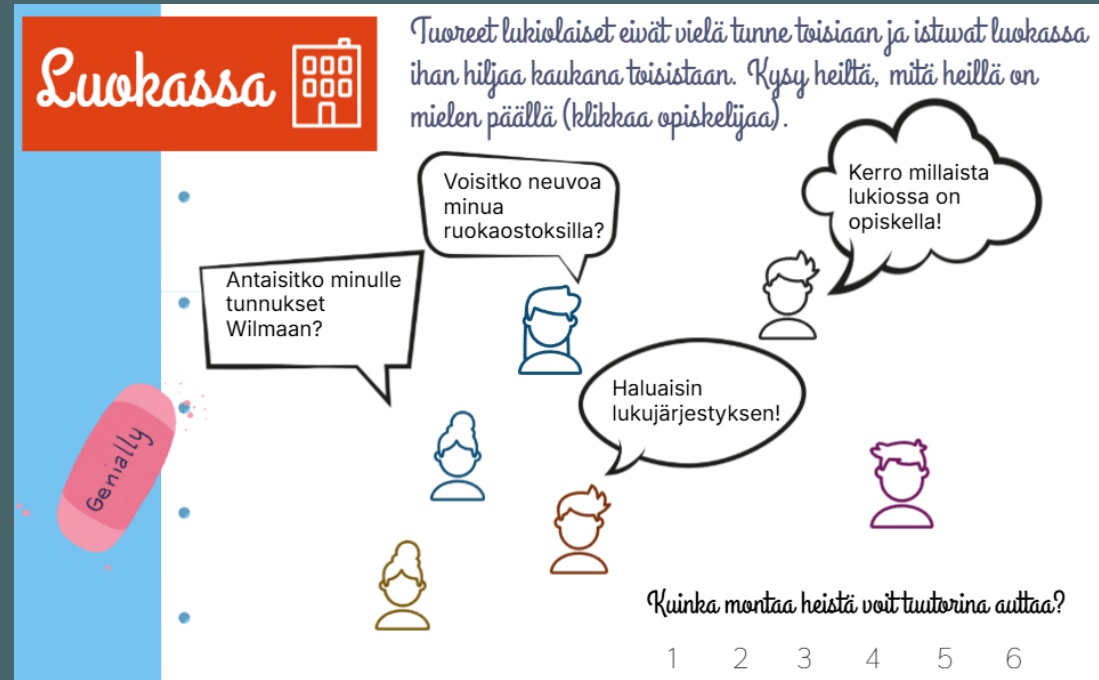 Luokassa
Tuoreet lukiolaiset eivät vielä tunne toisiaan ja istuvat luokassa
ihan hiljaa kaukana toisistaan. Kysy heiltä, mitä heillä on
mielen päällä (klikkaa opiskelijaa).
Voisitko neuvoa
minua
ruokaostoksilla?
Kerro millaista
lukiossa on
opiskella!
Antaisitko minulle
tunnukset
Wilmaan?
Haluaisin
lukujärjestyksen!
Genially
Kuinka montaa heistä voit tuutorina auttaa?
1 2 3 4 5 6